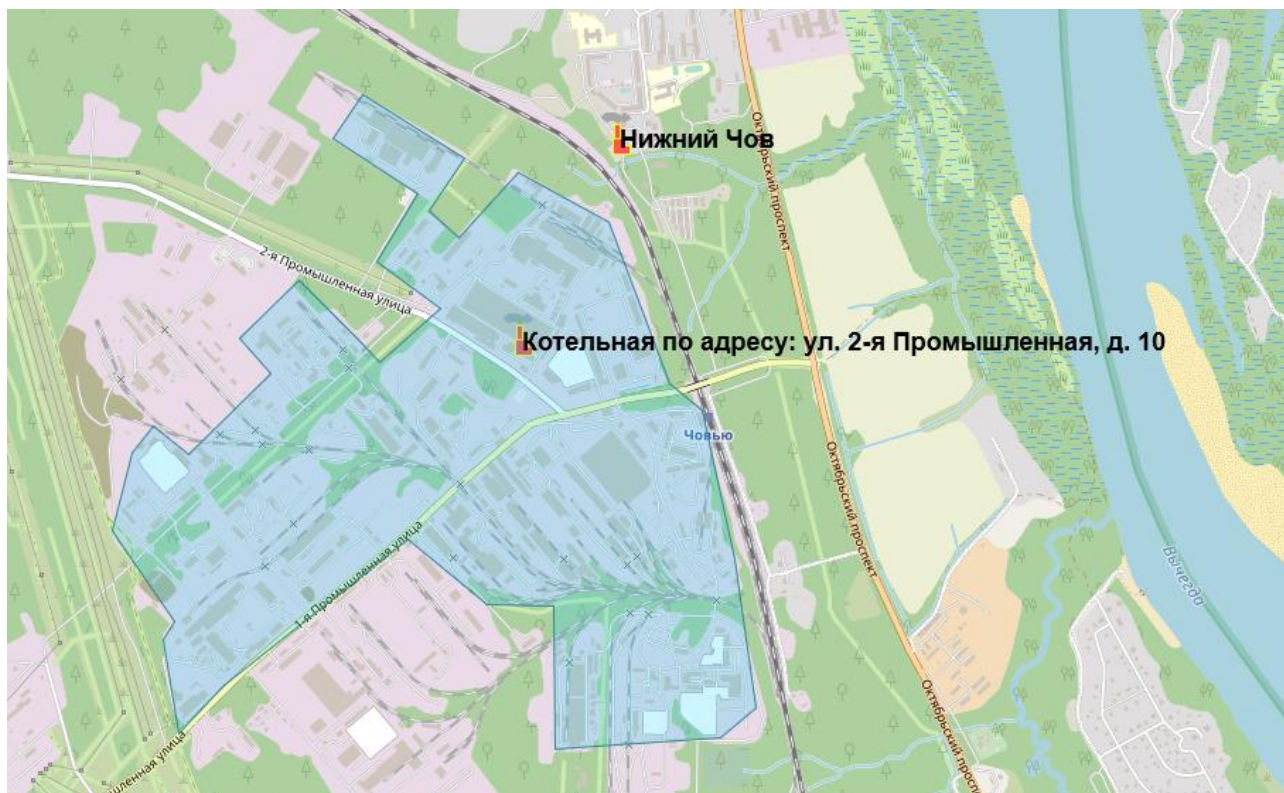 Нижний Чов
Октябрьский проспект
2-я Промышленная улица
Котельная по адресу: ул. 2-я Промышленная, д. 10
Човью
Октябрьский проспект
1-я Промышленная улица
Вычегда
Октябрьский просп
шленная улица